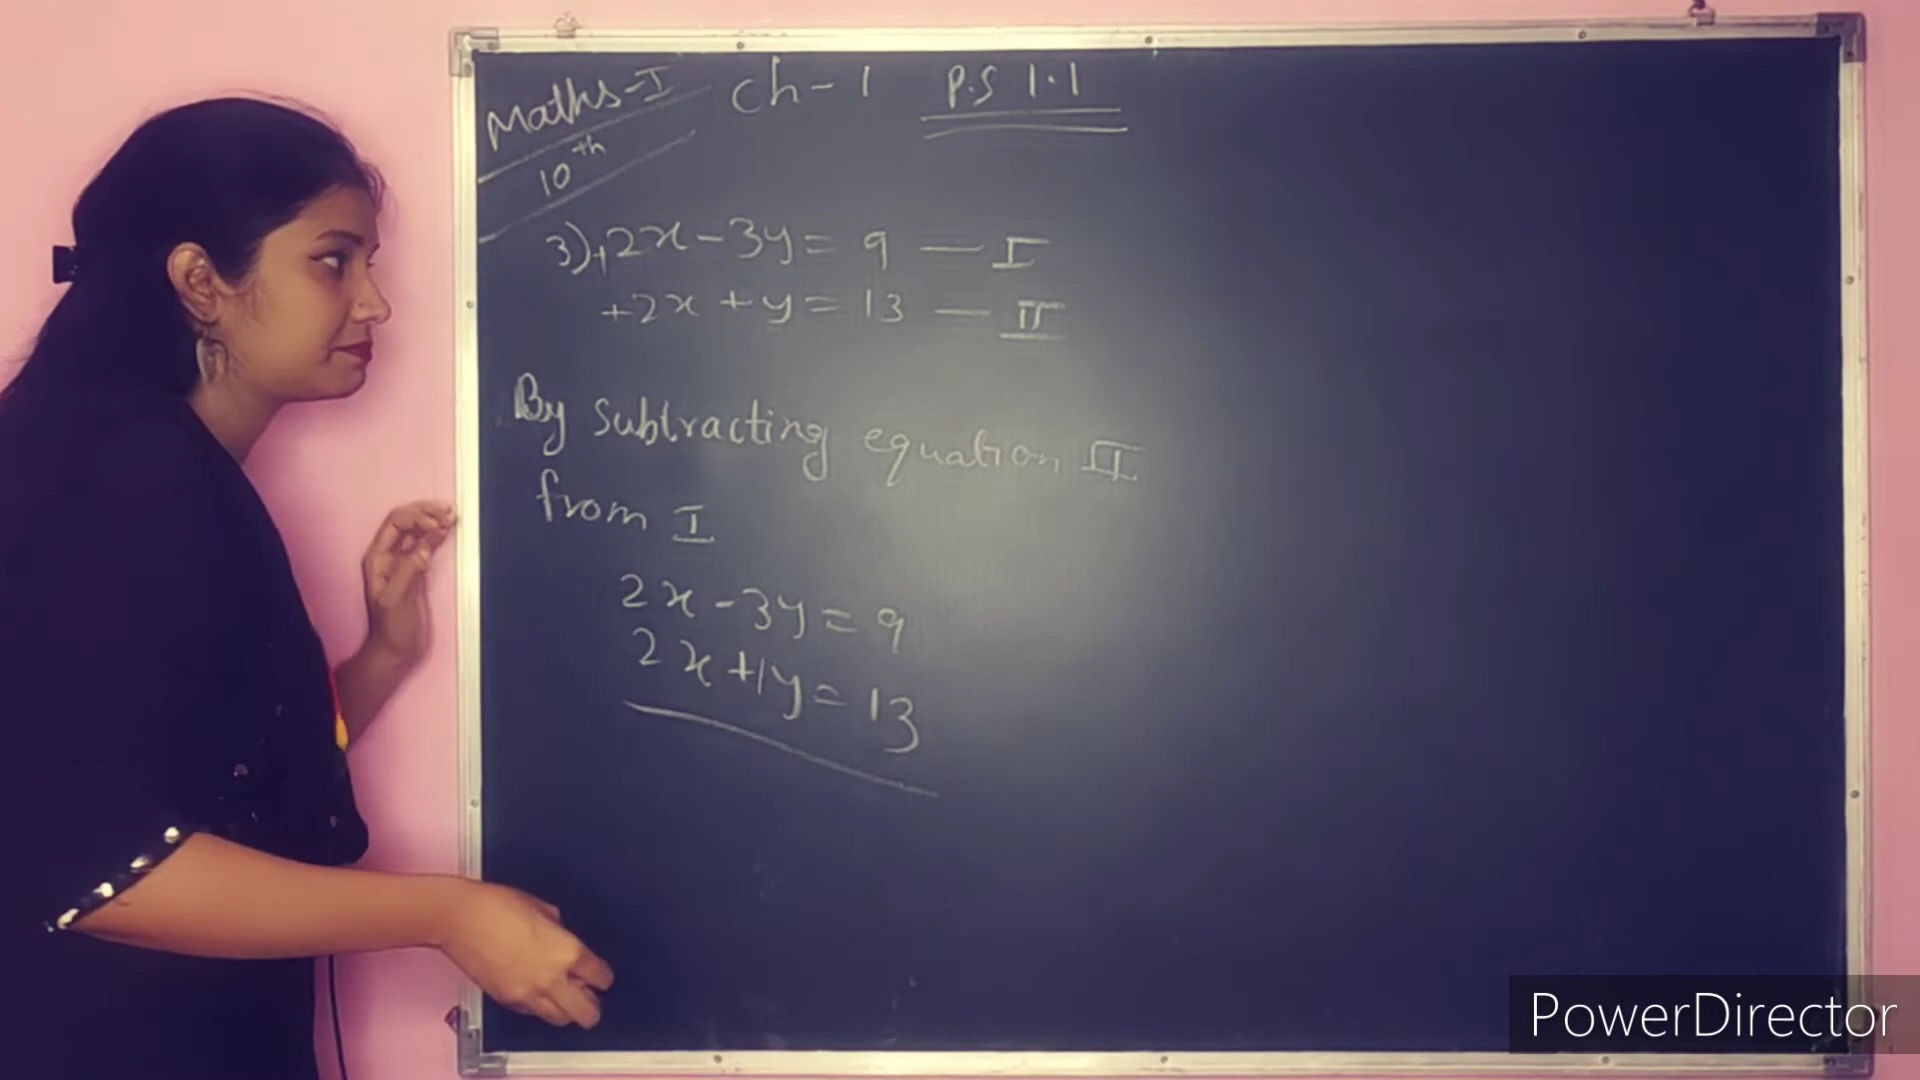 Maths-I Ch-1 P.S 1.1
10th
3) +2x - 3y = 9 — I
+2x + y = 13 — II
By subtracting equation II
from I
2x - 3y = 9
2x + 1y = 13
PowerDirector